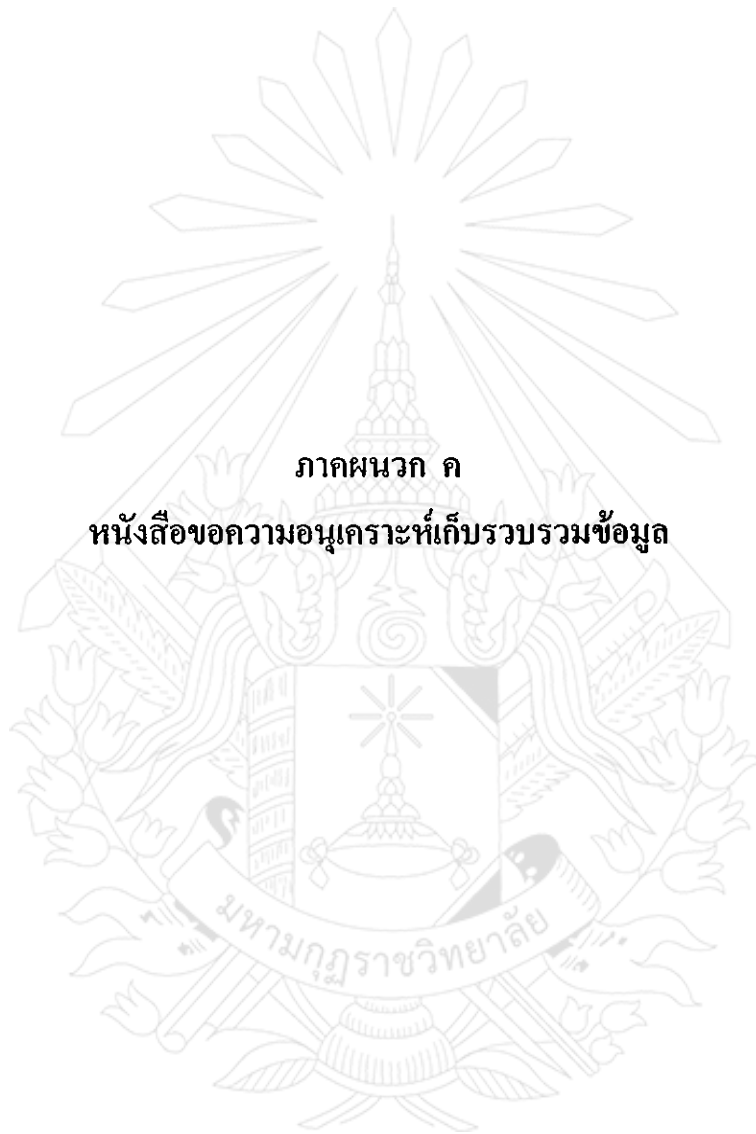 ภาคผนวก ค
หนังสือขอความอนุเคราะห์เก็บรวบรวมข้อมูล
มหามกุฏราชวิทยาลัย